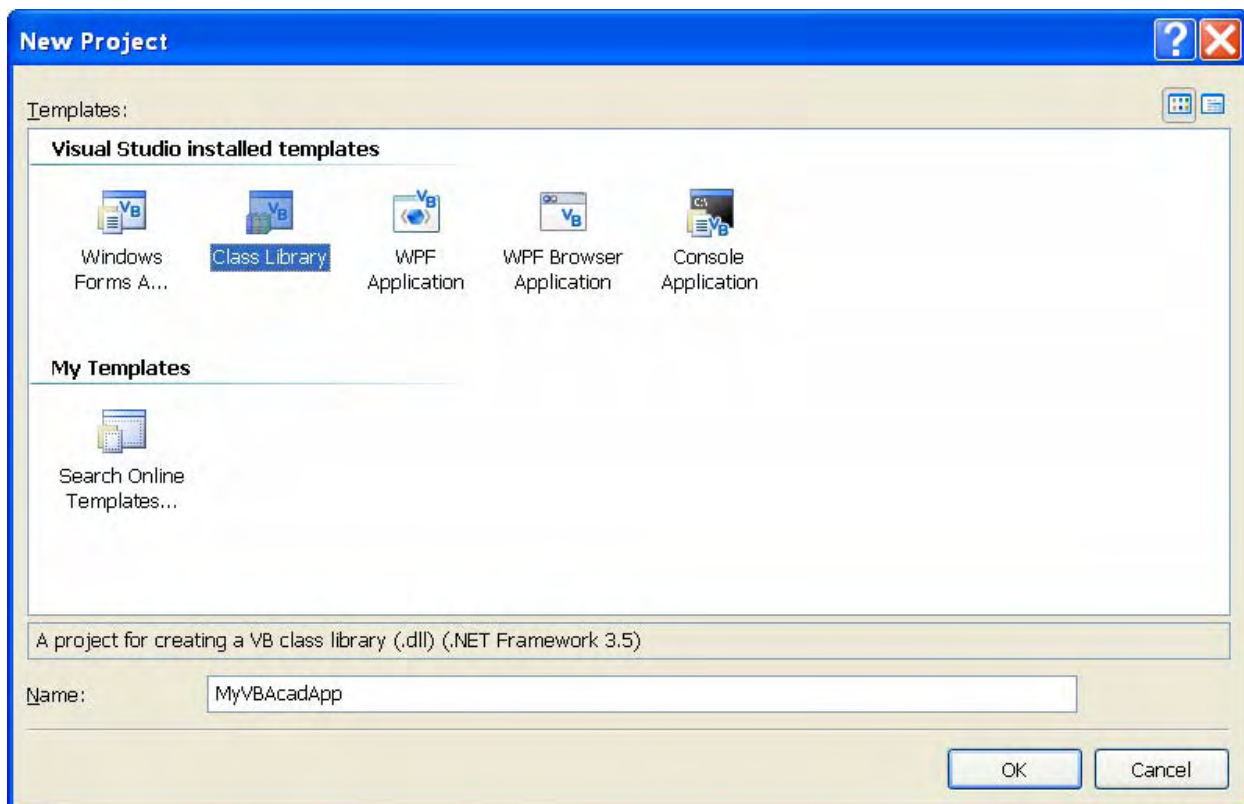 New Project
Templates:
Visual Studio installed templates
Windows Forms A...
Class Library
WPF Application
WPF Browser Application
Console Application
My Templates
Search Online Templates...
A project for creating a VB class library (.dll) (.NET Framework 3.5)
Name: MyVBAcadApp
OK Cancel